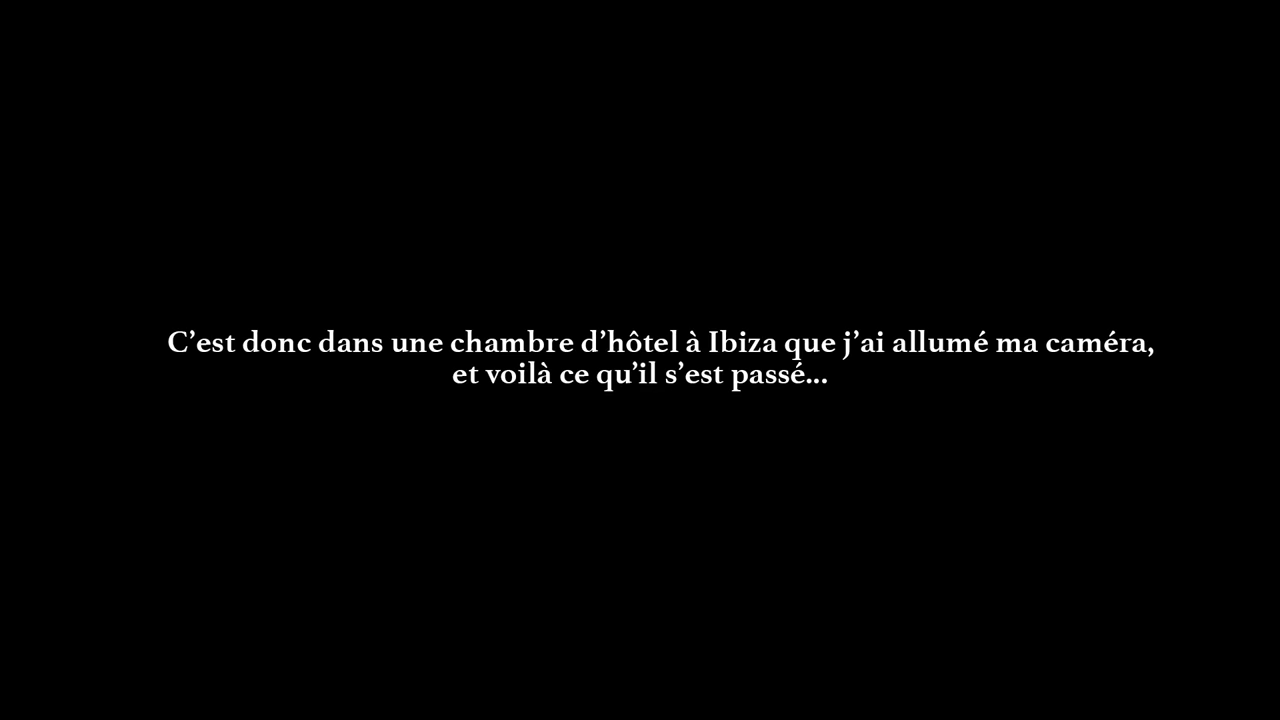 C’est donc dans une chambre d’hôtel à Ibiza que j’ai allumé ma caméra,
et voilà ce qu’il s’est passé...